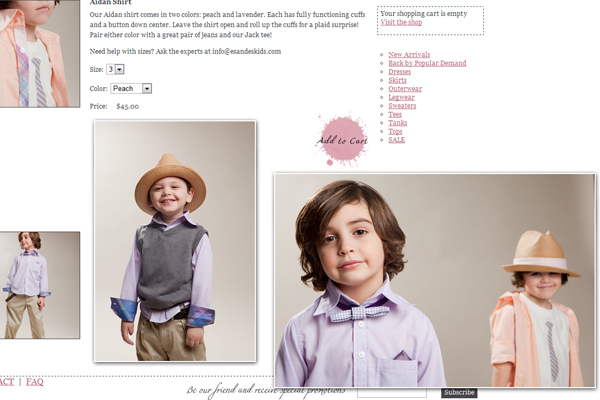 Aidan Shirt
Our Aidan shirt comes in two colors: peach and lavender. Each has fully functioning cuffs
and a button down center. Leave the shirt open and roll up the cuffs for a plaid surprise!
Pair either color with a great pair of jeans and our Jack tee!
Need help with sizes? Ask the experts at info@esandeskids.com
Size: 3
Color: Peach
Price: $45.00
Add to Cart
Your shopping cart is empty
Visit the shop
New Arrivals
Back by Popular Demand
Dresses
Skirts
Outerwear
Legwear
Sweaters
Tees
Tanks
Tops
SALE
ACT | FAQ
Be our friend and receive special promotions
Subscribe